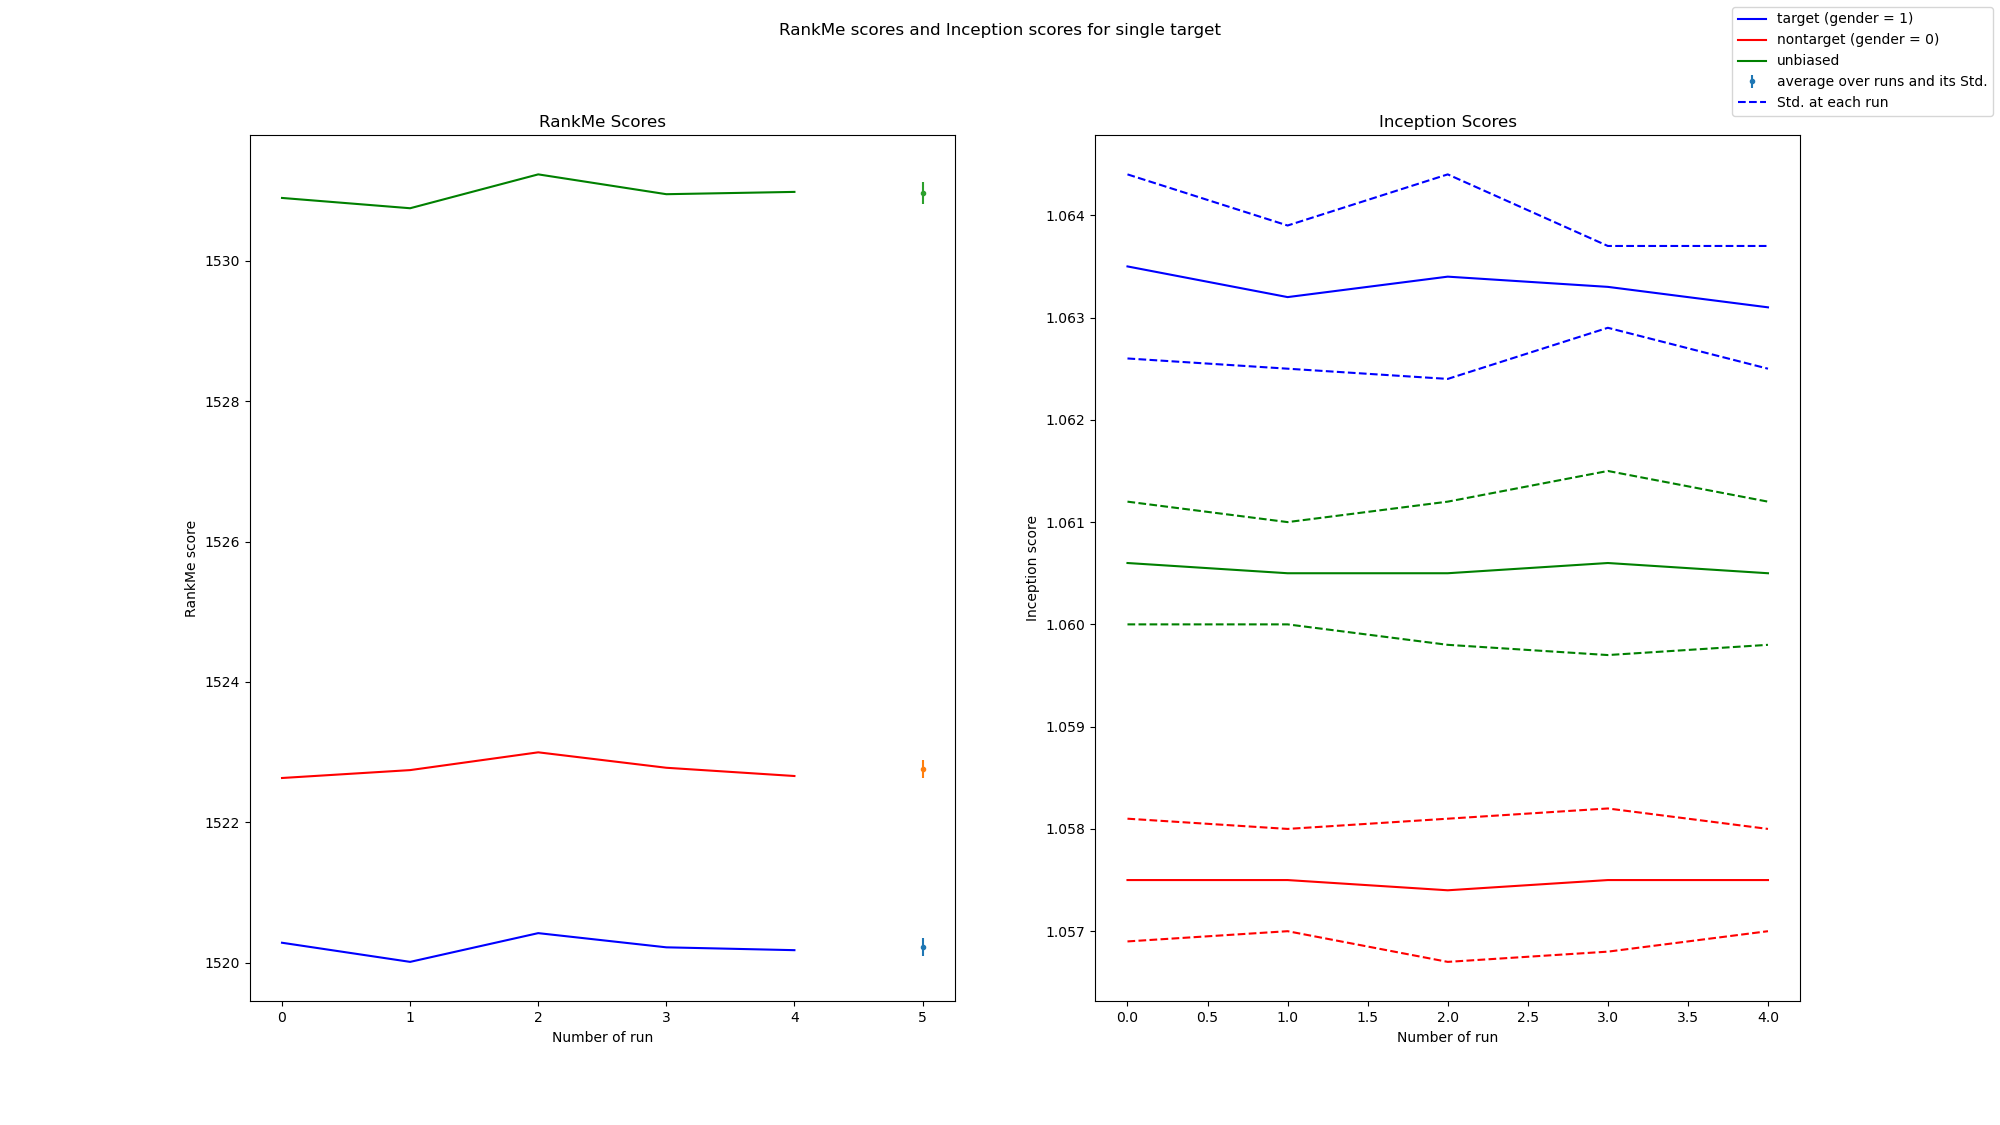 RankMe scores and Inception scores for single target
target (gender = 1)
nontarget (gender = 0)
unbiased
average over runs and its Std.
Std. at each run
RankMe Scores
RankMe score
1530
1528
1526
1524
1522
1520
0 1 2 3 4 5
Number of run
Inception Scores
Inception score
1.064
1.063
1.062
1.061
1.060
1.059
1.058
1.057
0.0 0.5 1.0 1.5 2.0 2.5 3.0 3.5 4.0
Number of run